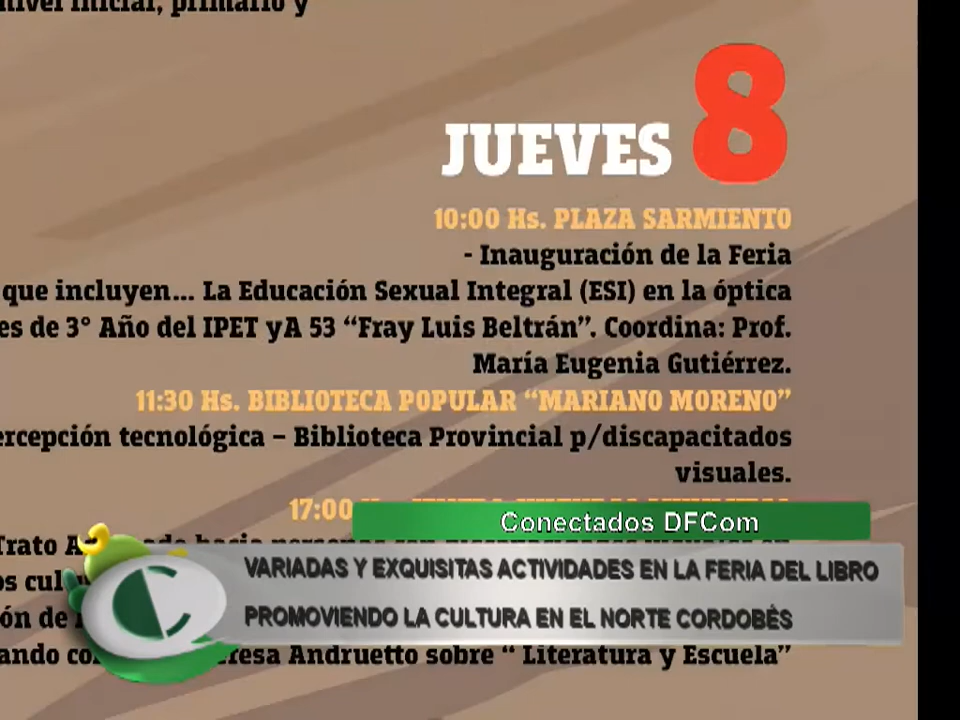 nivel inicial, primario y
JUEVES 8
10:00 Hs. PLAZA SARMIENTO
- Inauguración de la Feria
que incluyen... La Educación Sexual Integral (ESI) en la óptica
es de 3° Año del IPET yA 53 “Fray Luis Beltrán”. Coordina: Prof.
María Eugenia Gutiérrez.
11:30 Hs. BIBLIOTECA POPULAR “MARIANO MORENO”
ercepción tecnológica – Biblioteca Provincial p/discapacitados
visuales.
17:00
Conectados DFCom
Trato
VARIADAS Y EXQUISITAS ACTIVIDADES EN LA FERIA DEL LIBRO
PROMOVIENDO LA CULTURA EN EL NORTE CORDOBÉS
ón de
ando Andruetto sobre “ Literatura y Escuela”